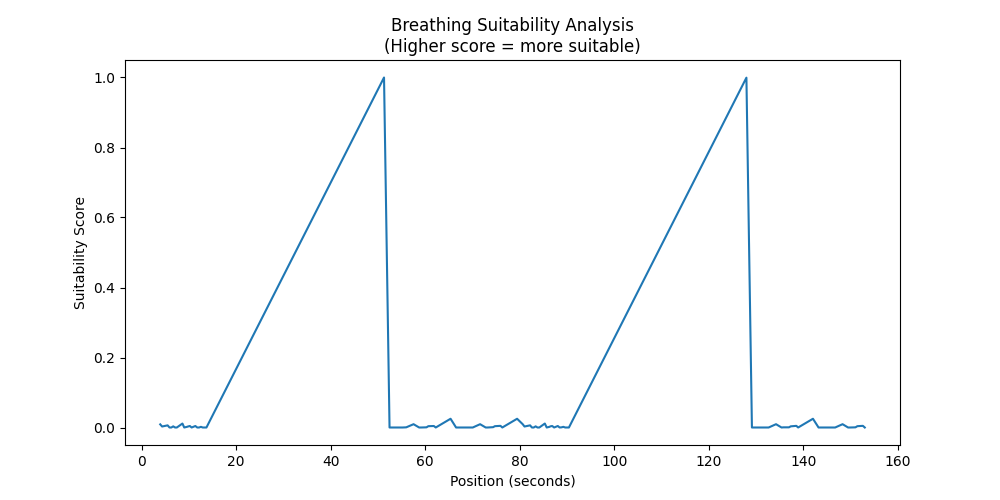 Breathing Suitability Analysis
(Higher score = more suitable)
1.0
0.8
0.6
0.4
0.2
0.0
Suitability Score
0 20 40 60 80 100 120 140 160
Position (seconds)